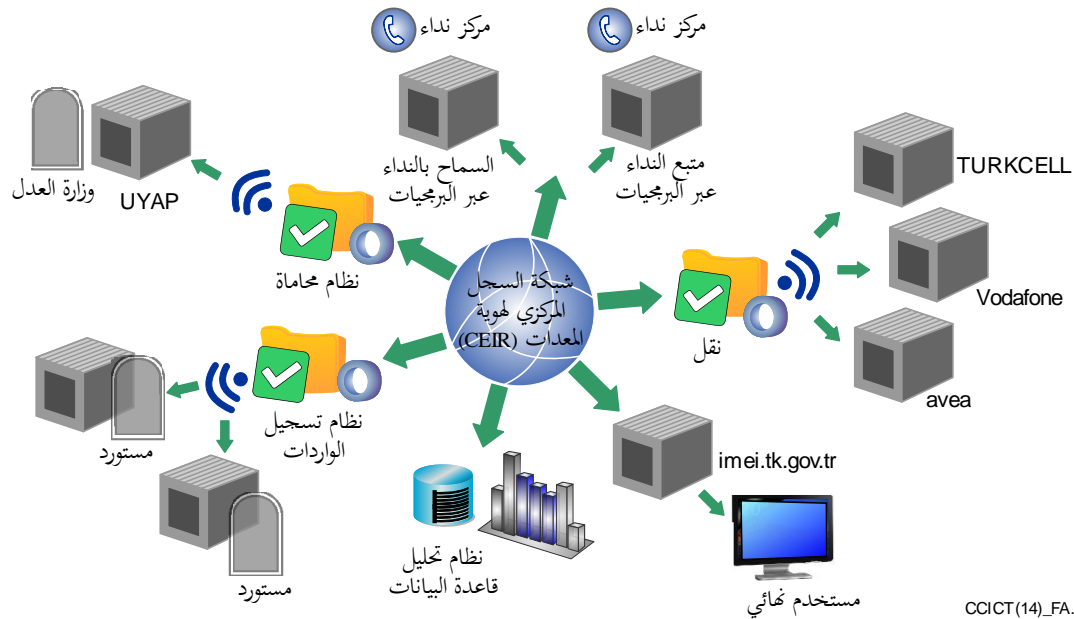 مركز نداء
مركز نداء
السماح بالنداء
عبر البرمجيات
متبع النداء
عبر البرمجيات
وزارة العدل
UYAP
نظام محاماة
TURKCELL
Vodafone
avea
نقل
شبكة السجل
المركزي لهوية
المعدات (CEIR)
نظام تسجيل
الواردات
مستورد
مستورد
نظام تحليل
قاعدة البيانات
imei.tk.gov.tr
مستخدم نهائي
CCICT(14)_FA.